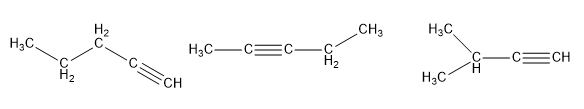 H₃C C H₂ H₂ C C CH
H₃C C H₂ CH₃
H₃C H₃C C H CH